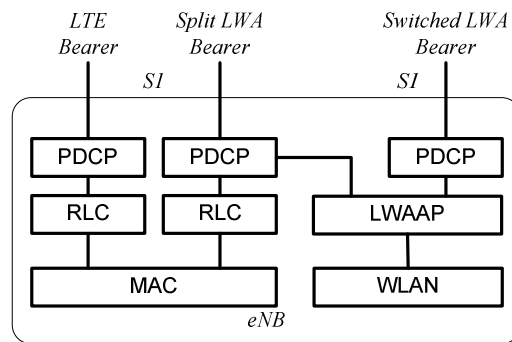 LTE
Bearer
Split LWA
Bearer
Switched LWA
Bearer
S1
S1
PDCP
PDCP
PDCP
RLC
RLC
LWAAP
MAC
WLAN
eNB